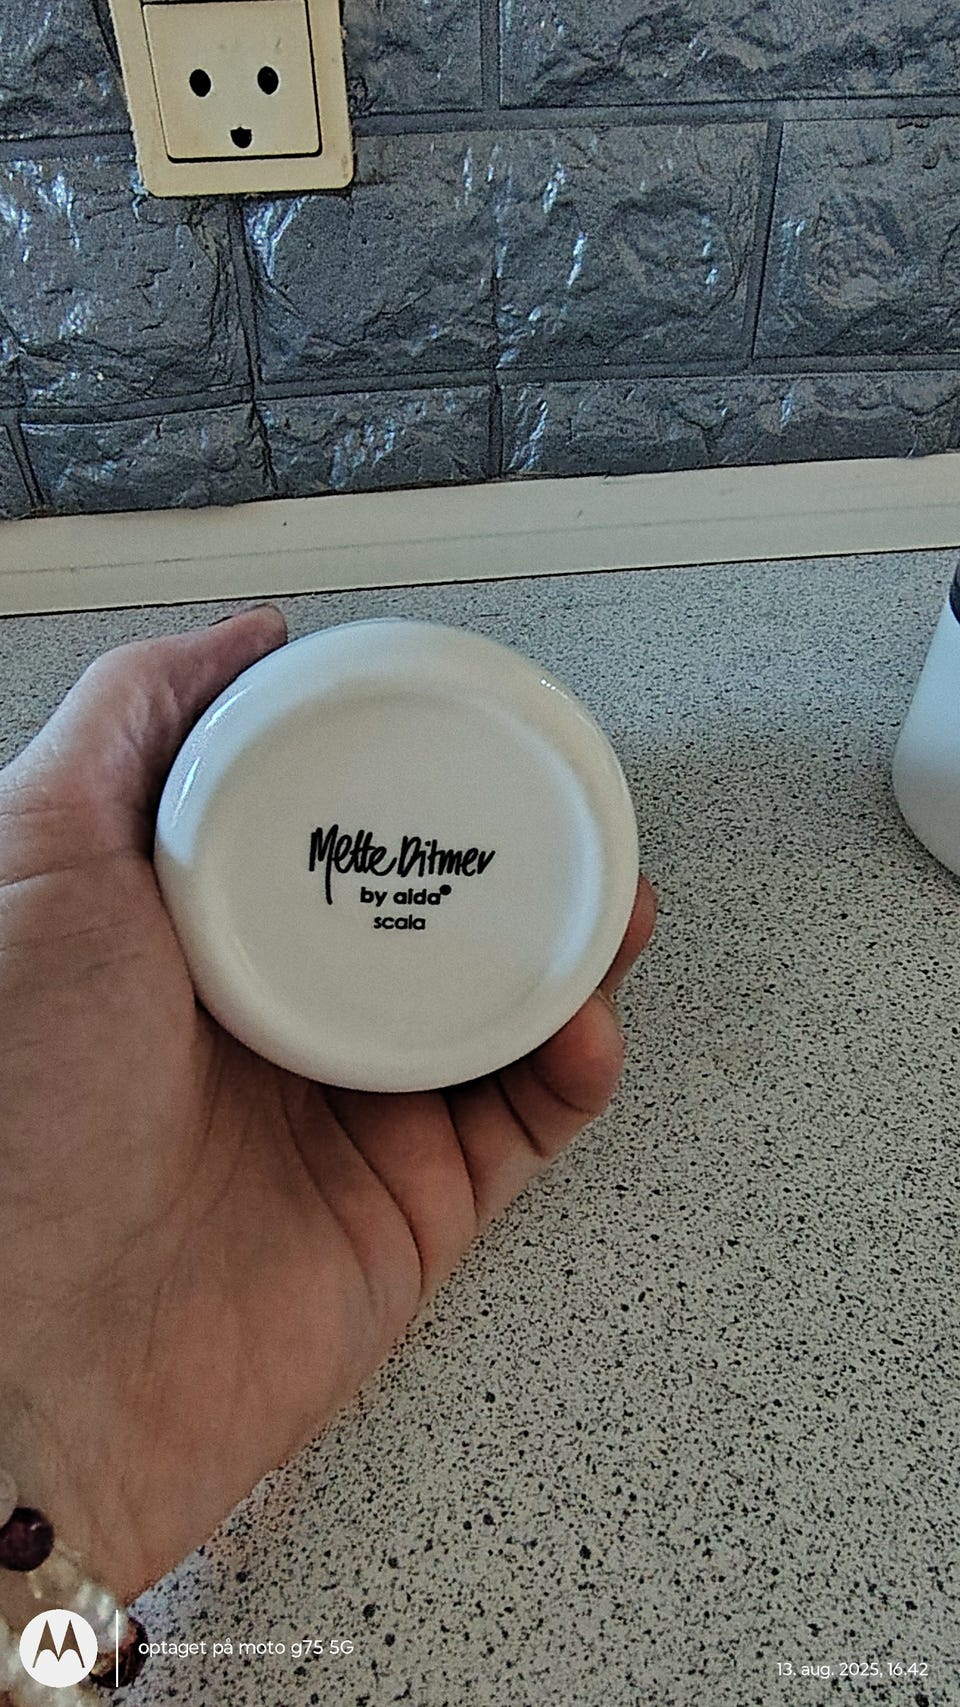 Mette Ditmer
by aida
scala
optaget på moto g75 5G
13. aug. 2025, 16.42